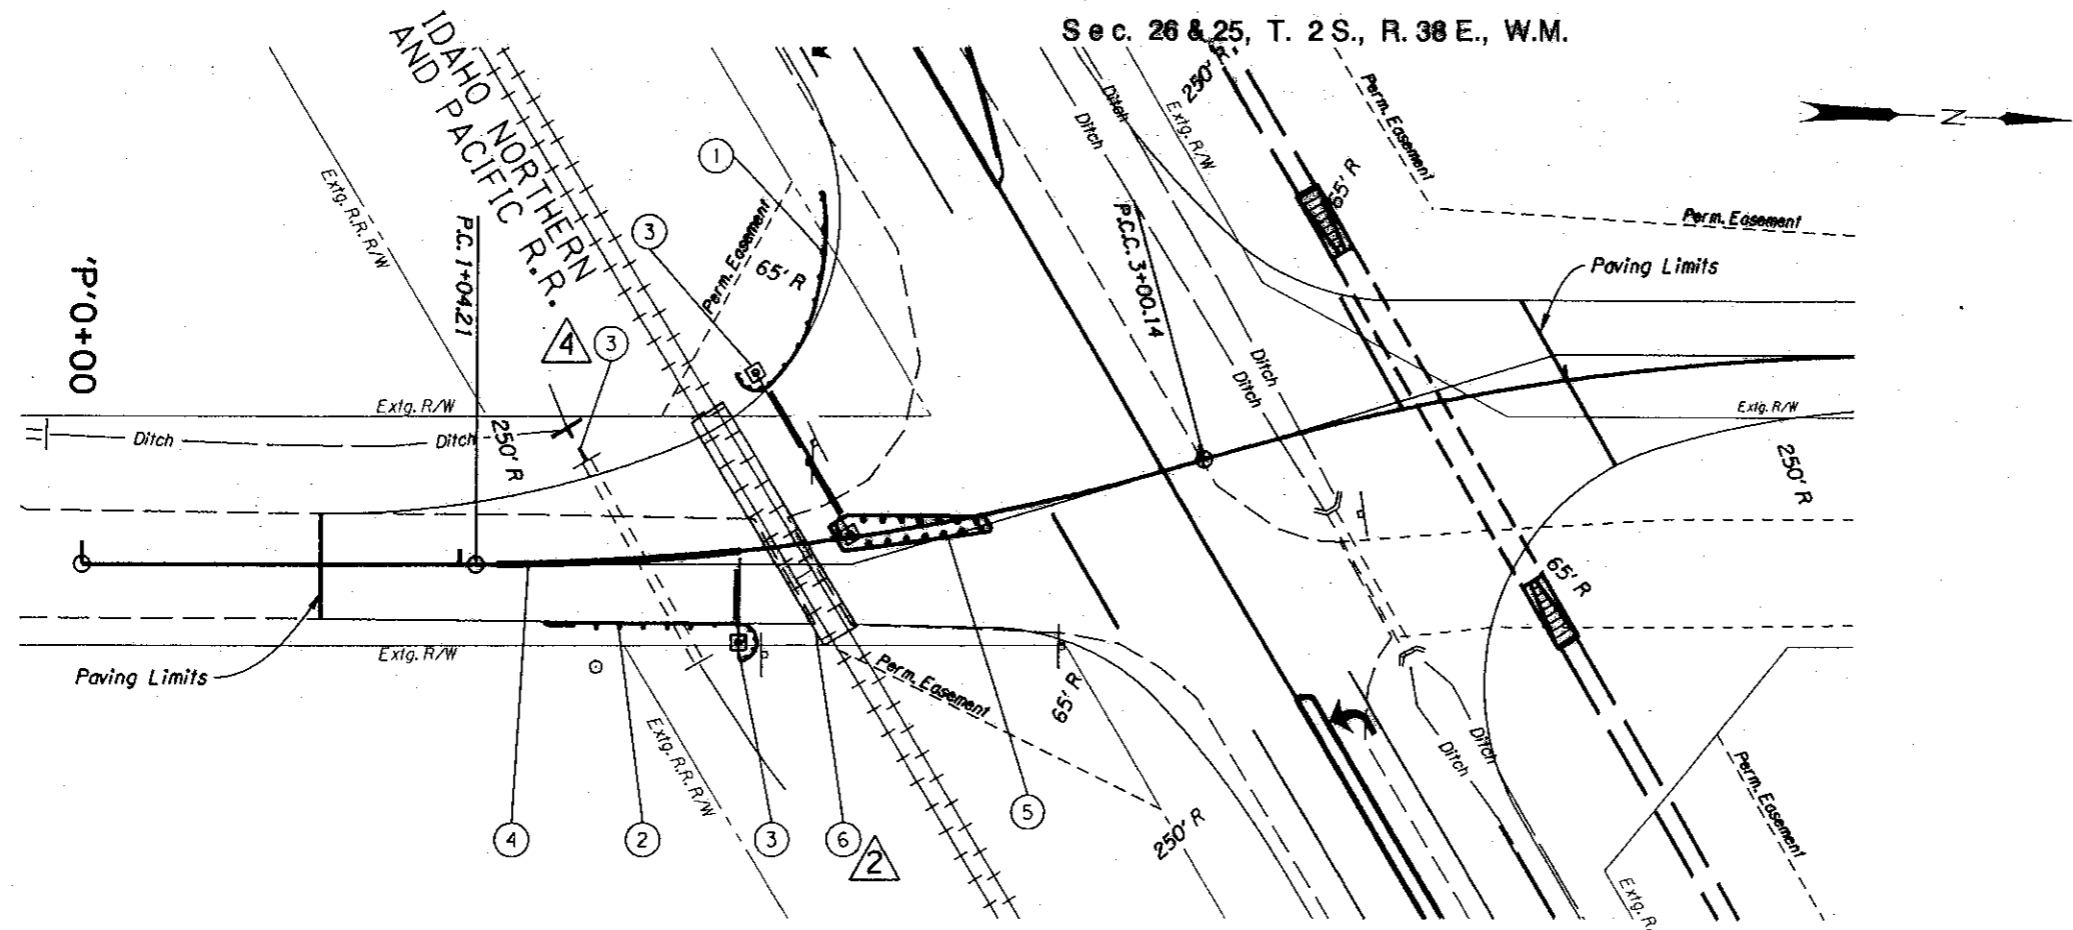 Sec. 26 & 25, T. 2 S., R. 38 E., W.M.
IDAHO NORTHERN
AND PACIFIC R.R.
N
250' R
Perm. Easement
Ditch
Ditch
Extg. R/W
65' R
Perm. Easement
1
3
Extg. R.R. R/W
P.C. 1+04.21
Perm. Easement
65' R
P.C.C. 3+00.14
Paving Limits
'P'0+00
4
3
Ditch
Ditch
Extg. R/W
Extg. R/W
Ditch
Ditch
250' R
250' R
65' R
Paving Limits
Extg. R/W
Perm. Easement
65' R
Extg. R.R. R/W
Ditch
Ditch
Perm. Easement
250' R
4
2
3
6
2
5
Extg. R/